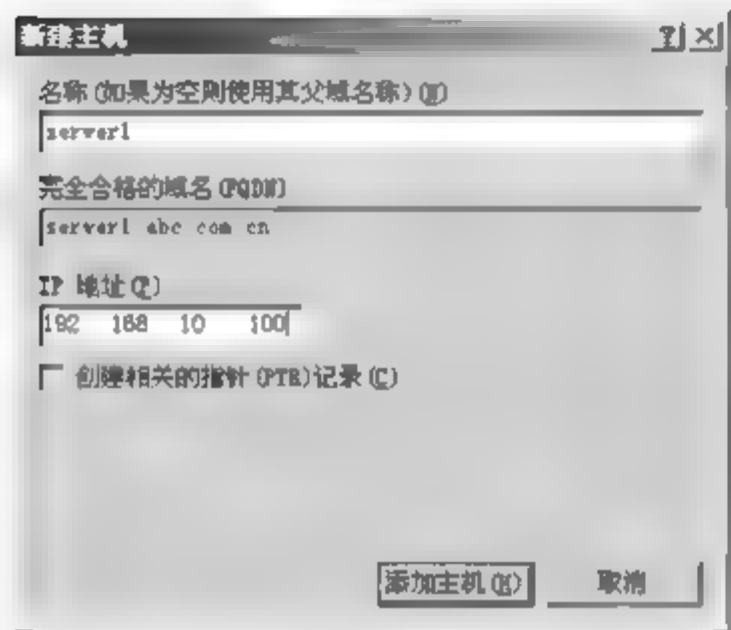 新建主机
名称(如果为空则使用其父域名称)(N)
server1
完全合格的域名(FQDN)
server1 abc com cn
IP 地址(P)
192 168 10 100
创建相关的指针(PTR)记录(C)
添加主机(H)
取消